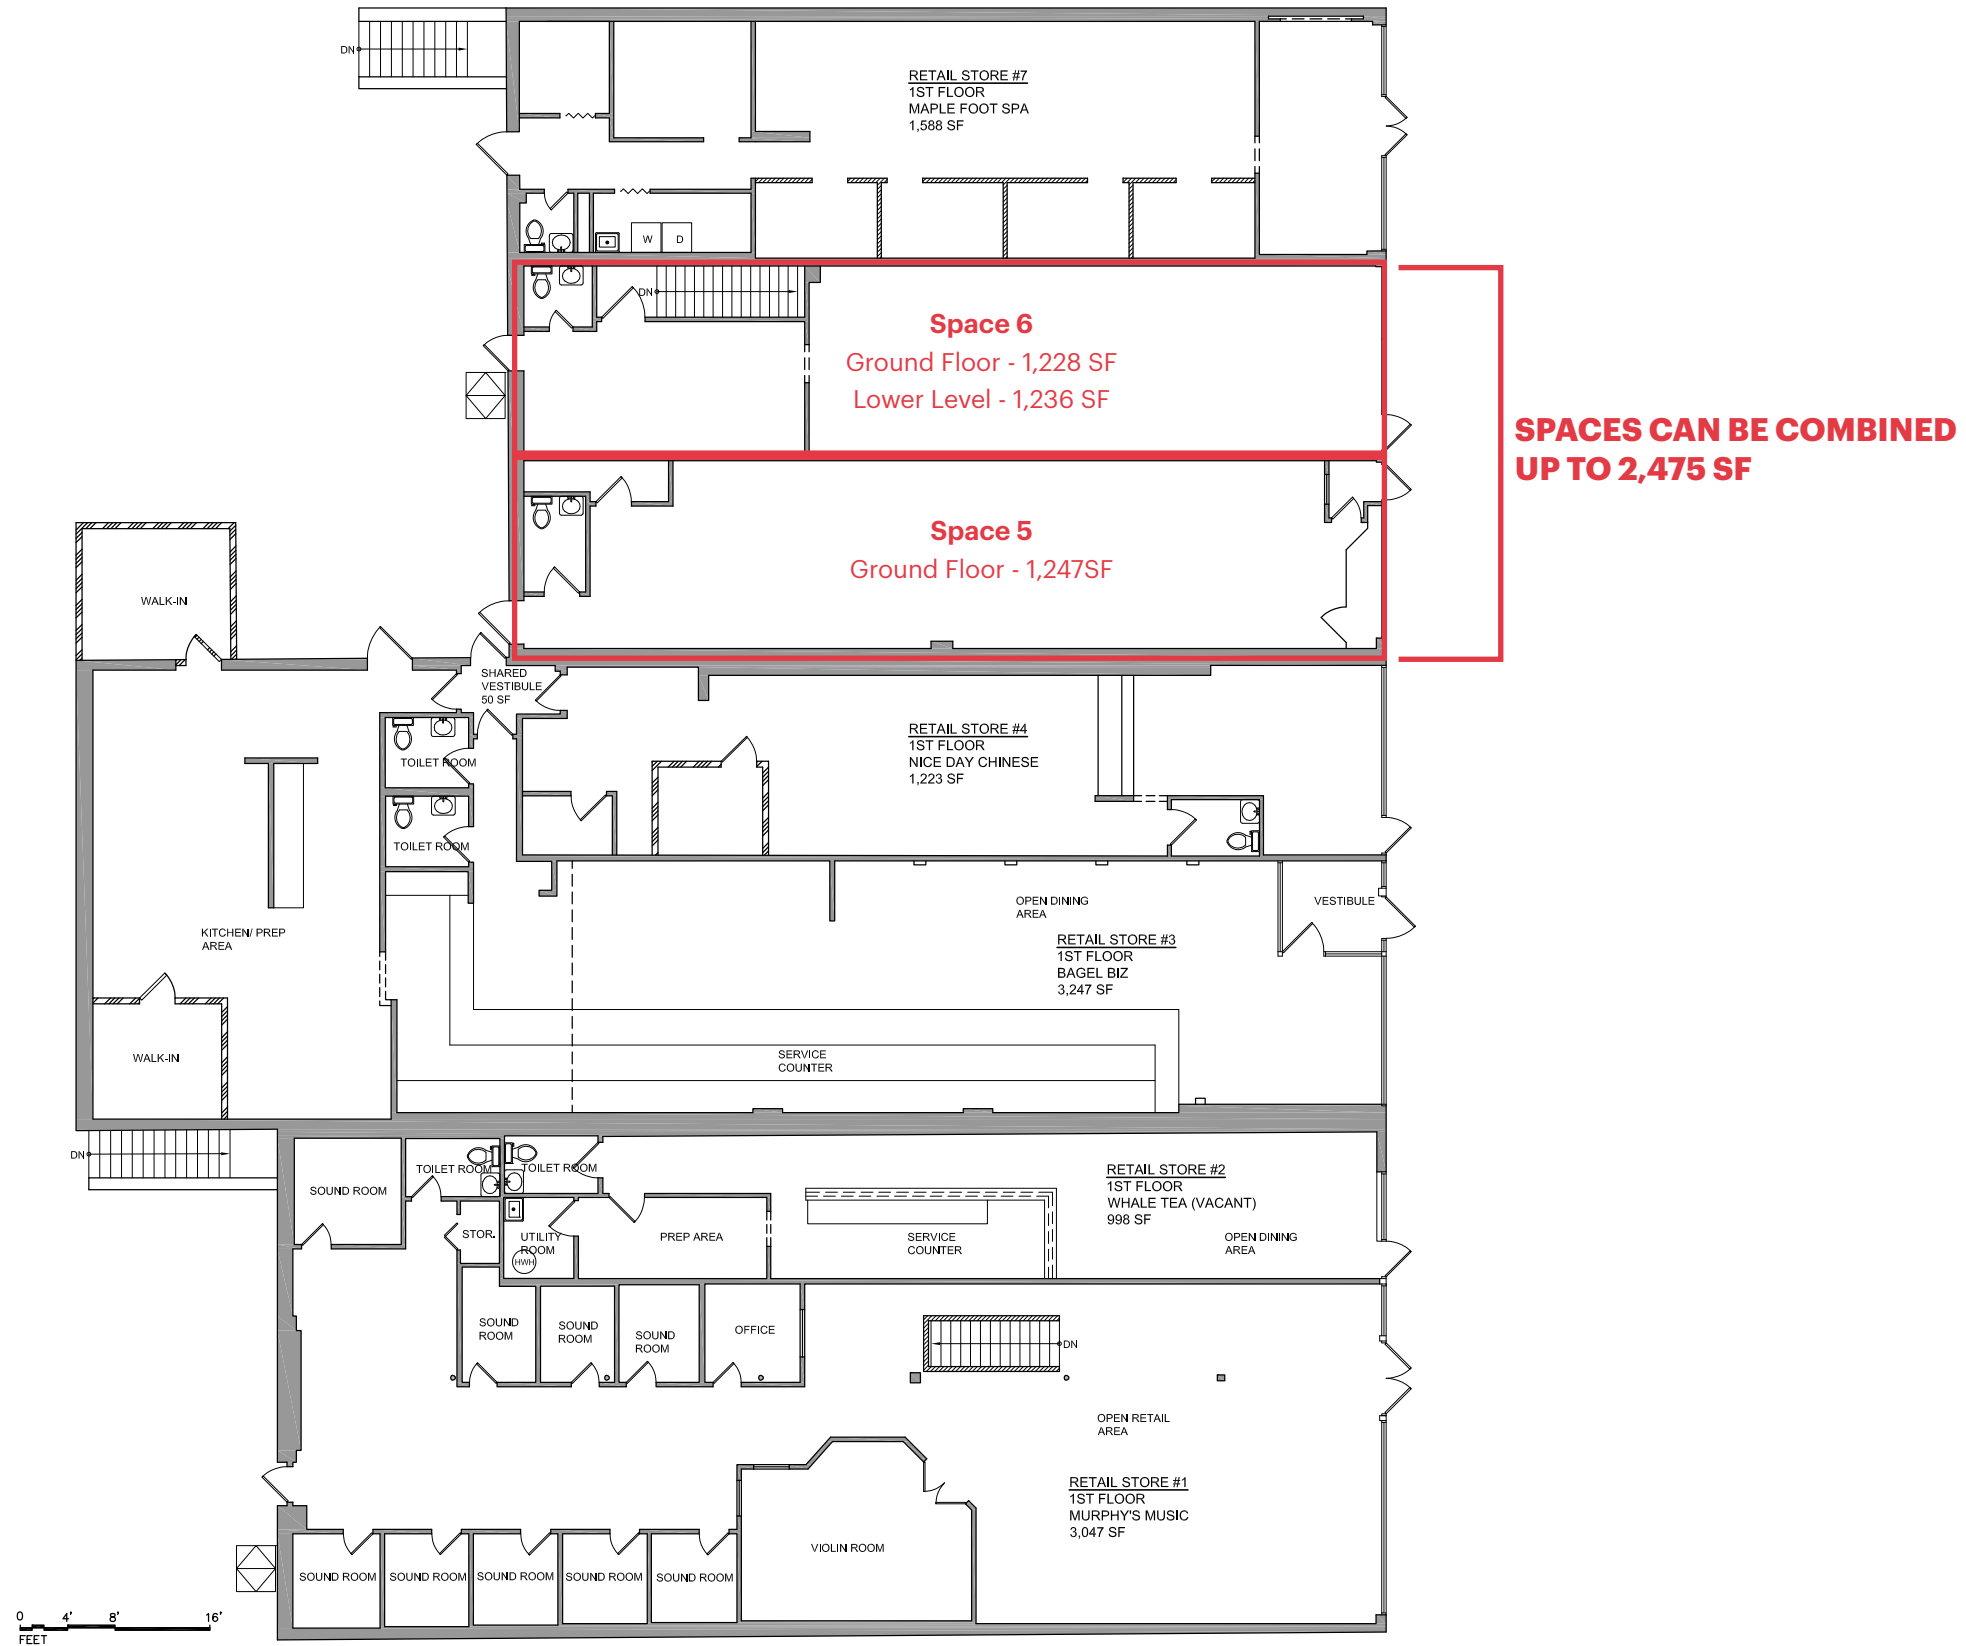 DN
RETAIL STORE #7
1ST FLOOR
MAPLE FOOT SPA
1,588 SF
W
D
DN
Space 6
Ground Floor - 1,228 SF
Lower Level - 1,236 SF
SPACES CAN BE COMBINED
UP TO 2,475 SF
Space 5
Ground Floor - 1,247SF
WALK-IN
SHARED
VESTIBULE
50 SF
RETAIL STORE #4
1ST FLOOR
NICE DAY CHINESE
1,223 SF
TOILET ROOM
TOILET ROOM
KITCHEN/ PREP
AREA
OPEN DINING
AREA
VESTIBULE
RETAIL STORE #3
1ST FLOOR
BAGEL BIZ
3,247 SF
WALK-IN
SERVICE
COUNTER
DN
SOUND ROOM
TOILET ROOM
TOILET ROOM
RETAIL STORE #2
1ST FLOOR
WHALE TEA (VACANT)
998 SF
STOR.
UTILITY
ROOM
HWH
PREP AREA
SERVICE
COUNTER
OPEN DINING
AREA
SOUND
ROOM
SOUND
ROOM
SOUND
ROOM
OFFICE
DN
OPEN RETAIL
AREA
RETAIL STORE #1
1ST FLOOR
MURPHY'S MUSIC
3,047 SF
VIOLIN ROOM
SOUND ROOM
SOUND ROOM
SOUND ROOM
SOUND ROOM
SOUND ROOM
0 4' 8' 16'
FEET